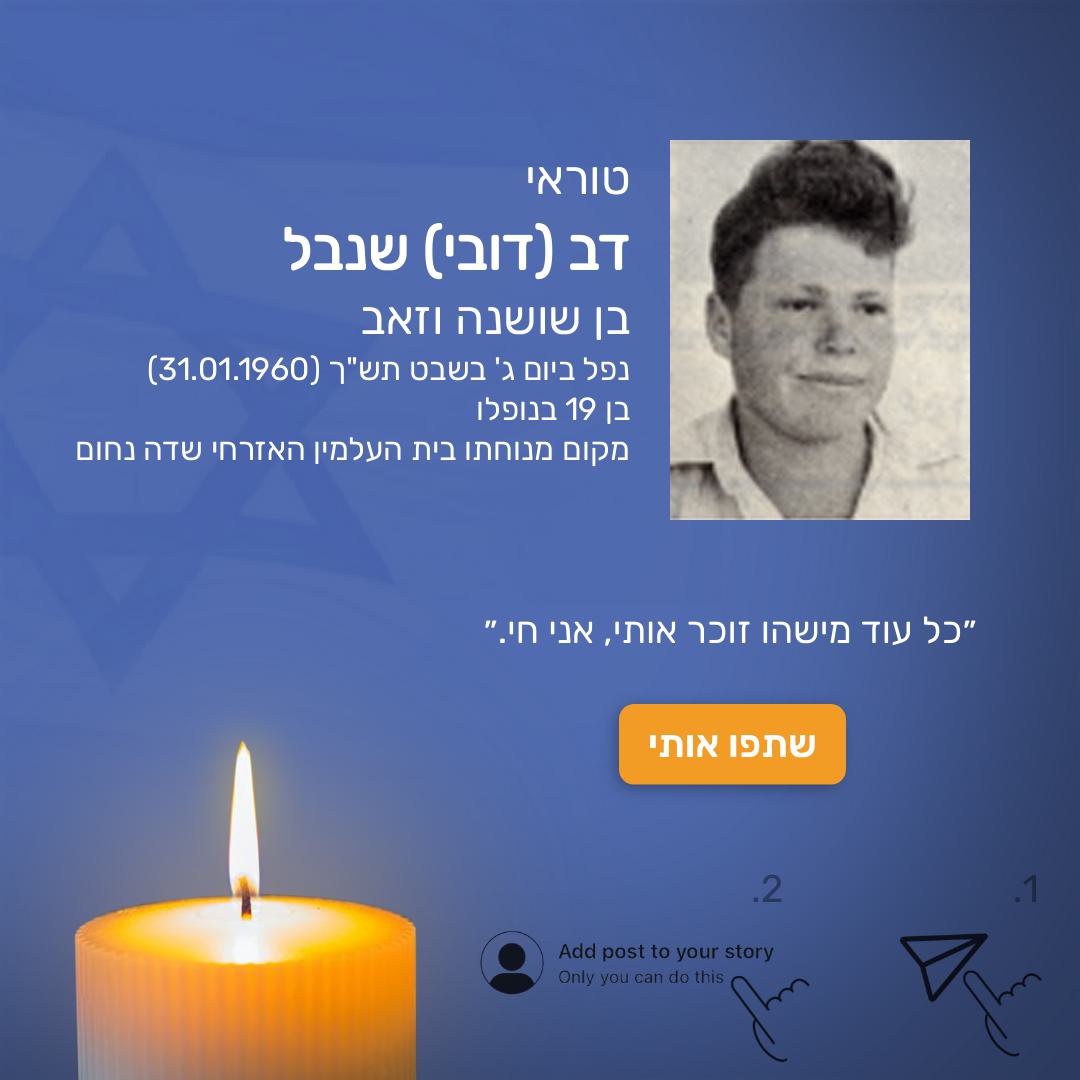 טוראי
דב (דובי) שנבל
בן שושנה וזאב
נפל ביום ג' בשבט תש"ך (31.01.1960)
בן 19 בנופלו
מקום מנוחתו בית העלמין האזרחי שדה נחום
״כל עוד מישהו זוכר אותי, אני חי.״
שתפו אותי
.1
.2
Add post to your story
Only you can do this